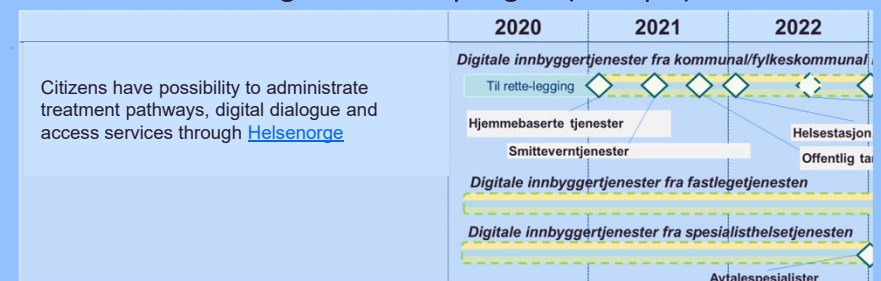 2020 2021 2022
Digitale innbyggertjenester fra kommunal/fylkeskommunal
Citizens have possibility to administrate
treatment pathways, digital dialogue and
access services through Helsenorge
Til rette-legging
Hjemmebaserte tjenester
Helsestasjon
Smitteverntjenester
Offentlig
Digitale innbyggertjenester fra fastlegetjenesten
Digitale innbyggertjenester fra spesialisthelsetjenesten
Avtalespesialister